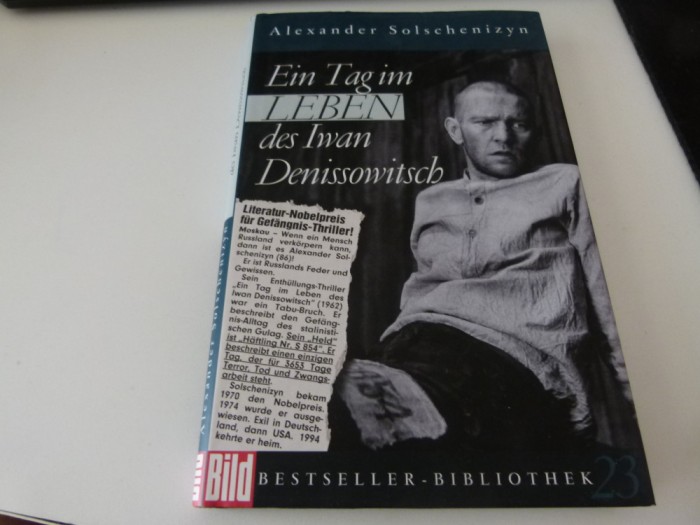 Alexander Solschenizyn
Ein Tag im
LEBEN
des Iwan
Denissowitsch
Literatur-Nobelpreis
für Gefängnis-Thriller!
Moskau – Wenn ein Mensch
Russland verkörpern kann,
dann ist es Alexander Sol-
schenizyn (86)!
Er ist Russlands Feder und
Gewissen.
Sein Enthüllungs-Thriller
„Ein Tag im Leben des
Iwan Denissowitsch" (1962)
war ein Tabu-Bruch. Er
beschreibt den Gefäng-
nis-Alltag des stalinisti-
schen Gulag. Sein „Held"
ist „Häftling Nr. S 854". Er
beschreibt einen einzigen
Tag, der für 3653 Tage
Terror, Tod und Zwangs-
arbeit steht.
Solschenizyn bekam
1970 den Nobelpreis,
1974 wurde er ausge-
wiesen. Exil in Deutsch-
land, dann USA. 1994
kehrte er heim.
854
Bild
BESTSELLER-BIBLIOTHEK 23
Alexander Solschenizyn